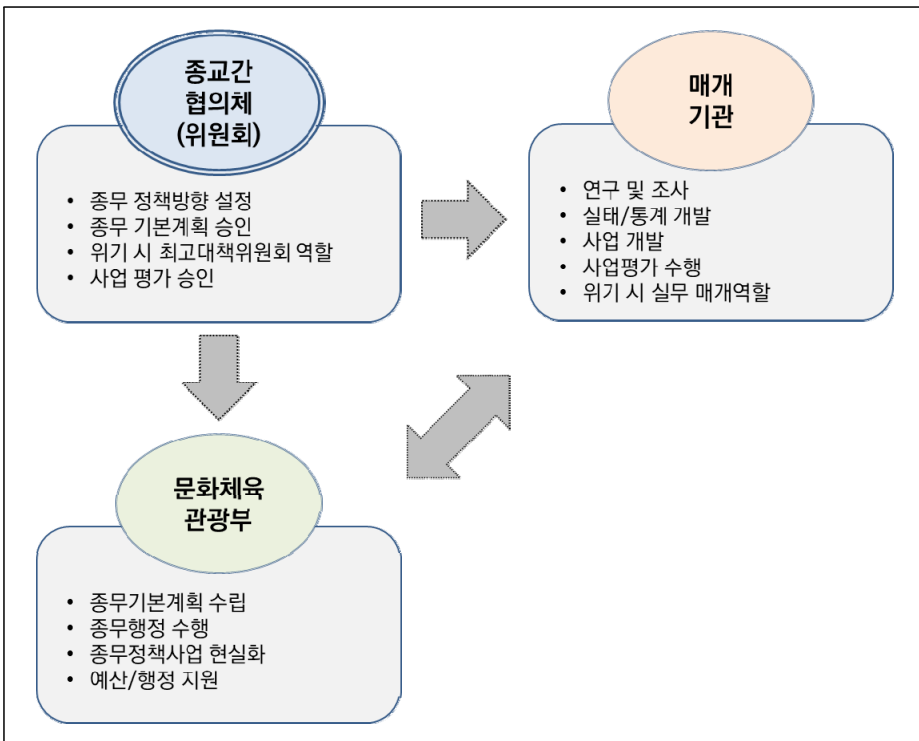 종교간
협의체
(위원회)
• 종무 정책방향 설정
• 종무 기본계획 승인
• 위기 시 최고대책위원회 역할
• 사업 평가 승인
매개
기관
• 연구 및 조사
• 실태/통계 개발
• 사업 개발
• 사업평가 수행
• 위기 시 실무 매개역할
문화체육
관광부
• 종무기본계획 수립
• 종무행정 수행
• 종무정책사업 현실화
• 예산/행정 지원